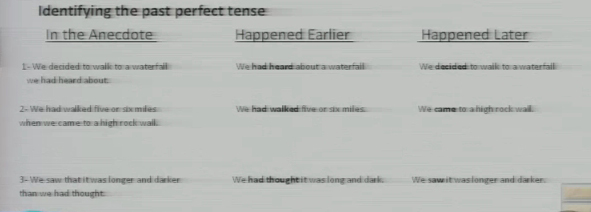 Identifying the past perfect tense
In the Anecdote Happened Earlier Happened Later
1- We decided to walk to a waterfall We had heard about a waterfall We decided to walk to a waterfall
we had heard about.
2- We had walked five or six miles We had walked five or six miles. We came to a high rock wall.
when we came to a high rock wall.
3- We saw that it was longer and darker We had thought it was long and dark. We saw it was longer and darker.
than we had thought.